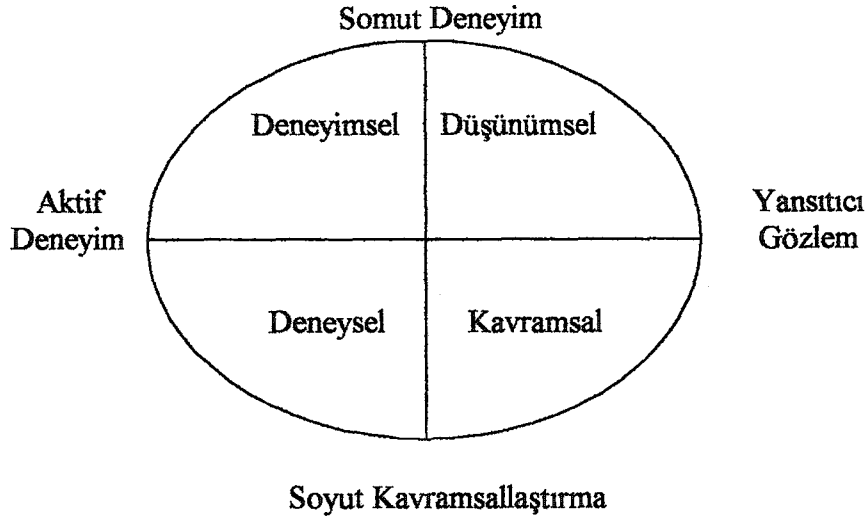 Somut Deneyim
Deneyimsel
Düşünümsel
Aktif
Deneyim
Yansıtıcı
Gözlem
Deneysel
Kavramsal
Soyut Kavramsallaştırma